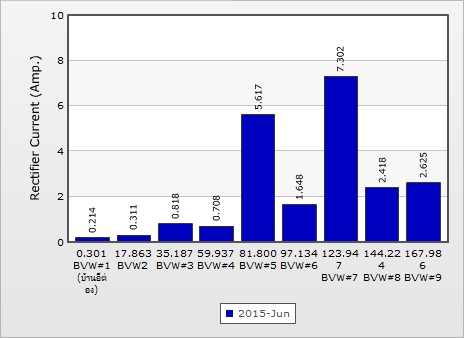 10
8
6
4
2
0
Rectifier Current (Amp.)
0.214
0.311
0.818
0.708
5.617
1.648
7.302
2.418
2.625
0.301 17.863 35.187 59.937 81.800 97.134 123.94 144.22 167.98
BVW#1 BVW2 BVW#3 BVW#4 BVW#5 BVW#6 7 4 6
(บ้านอีต่ BVW#7 BVW#8 BVW#9
อง)
2015-Jun